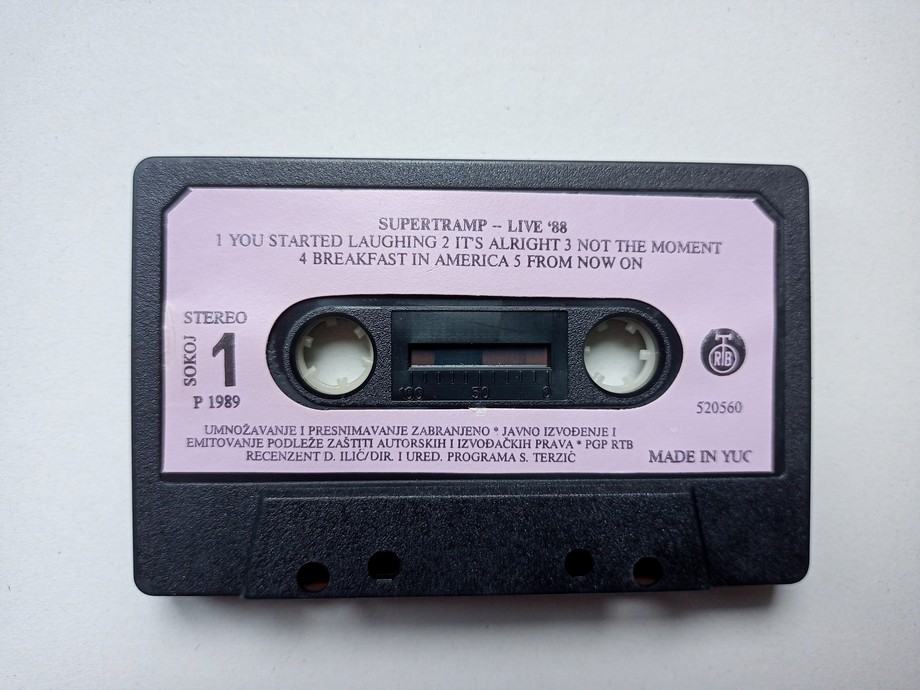 SUPERTRAMP -- LIVE '88
1 YOU STARTED LAUGHING 2 IT'S ALRIGHT 3 NOT THE MOMENT
4 BREAKFAST IN AMERICA 5 FROM NOW ON
STEREO
SOKOJ
1
P 1989
RTB
520560
100 50 0
UMNOŽAVANJE I PRESNIMAVANJE ZABRANJENO * JAVNO IZVOĐENJE I
EMITOVANJE PODLEŽE ZAŠTITI AUTORSKIH I IZVOĐAČKIH PRAVA * PGP RTB
RECENZENT D. ILIĆ/DIR. I URED. PROGRAMA S. TERZIĆ
MADE IN YUC